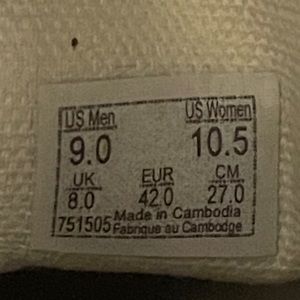 US Men US Women
9.0 10.5
UK EUR CM
8.0 42.0 27.0
751505 Made in Cambodia
Fabrique au Cambodge